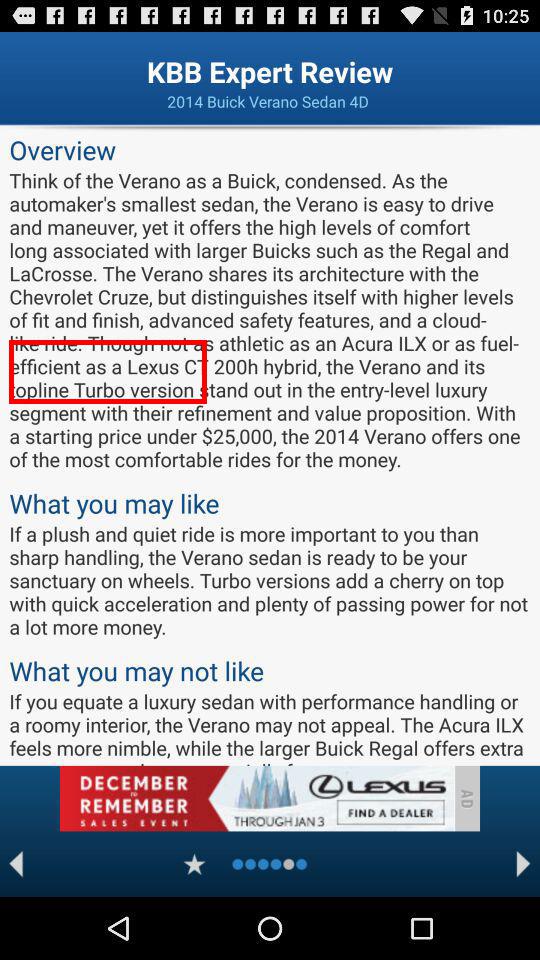 10:25
KBB Expert Review
2014 Buick Verano Sedan 4D
Overview
Think of the Verano as a Buick, condensed. As the
automaker's smallest sedan, the Verano is easy to drive
and maneuver, yet it offers the high levels of comfort
long associated with larger Buicks such as the Regal and
LaCrosse. The Verano shares its architecture with the
Chevrolet Cruze, but distinguishes itself with higher levels
of fit and finish, advanced safety features, and a cloud-
like ride. Though not as athletic as an Acura ILX or as fuel-
efficient as a Lexus CT 200h hybrid, the Verano and its
topline Turbo version stand out in the entry-level luxury
segment with their refinement and value proposition. With
a starting price under $25,000, the 2014 Verano offers one
of the most comfortable rides for the money.
What you may like
If a plush and quiet ride is more important to you than
sharp handling, the Verano sedan is ready to be your
sanctuary on wheels. Turbo versions add a cherry on top
with quick acceleration and plenty of passing power for not
a lot more money.
What you may not like
If you equate a luxury sedan with performance handling or
a roomy interior, the Verano may not appeal. The Acura ILX
feels more nimble, while the larger Buick Regal offers extra
DECEMBER
TO
REMEMBER
SALES EVENT
THROUGH JAN 3
LEXUS
FIND A DEALER
AD